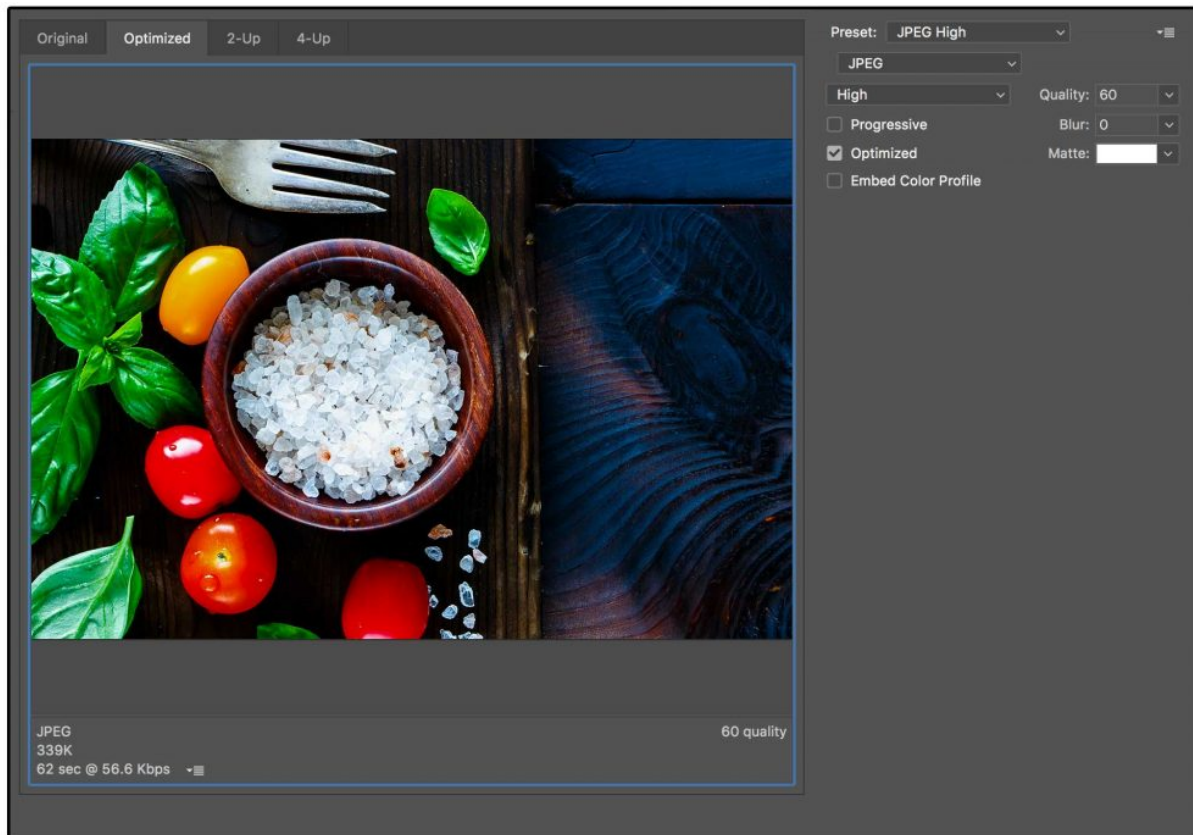 Original Optimized 2-Up 4-Up
Preset: JPEG High
JPEG
High Quality: 60
Progressive Blur: 0
Optimized Matte:
Embed Color Profile
JPEG 60 quality
339K
62 sec @ 56.6 Kbps